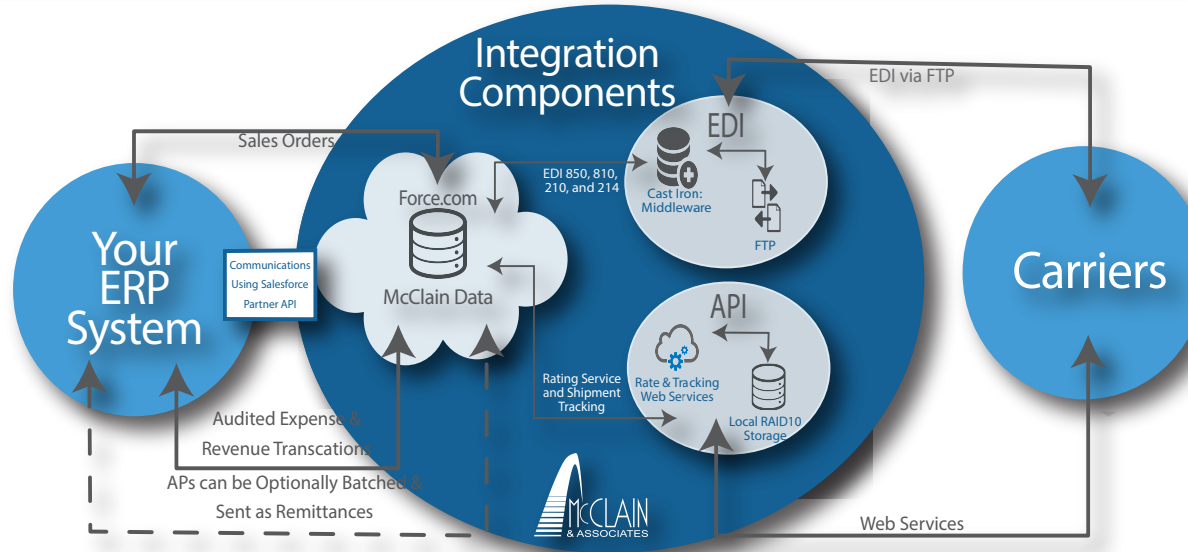 Integration
Components
EDI via FTP
Sales Orders
EDI
EDI 850, 810,
210, and 214
Cast Iron:
Middleware
FTP
Force.com
McClain Data
Your
ERP
System
Communications
Using Salesforce
Partner API
Carriers
API
Rating Service
and Shipment
Tracking
Rate & Tracking
Web Services
Local RAID10
Storage
Audited Expense &
Revenue Transcations
APs can be Optionally Batched &
Sent as Remittances
McCLAIN
& ASSOCIATES
Web Services